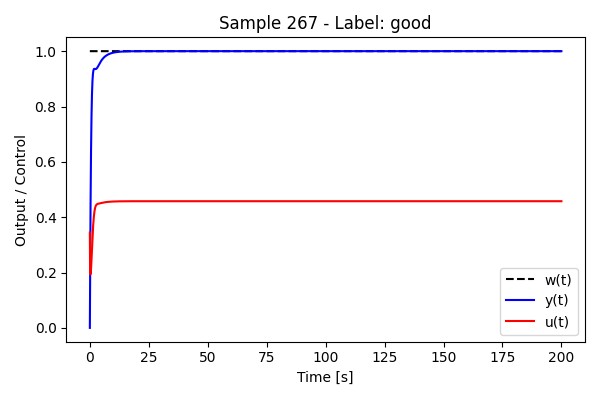 Sample 267 - Label: good
Output / Control
1.0
0.8
0.6
0.4
0.2
0.0
0 25 50 75 100 125 150 175 200
Time [s]
w(t)
y(t)
u(t)